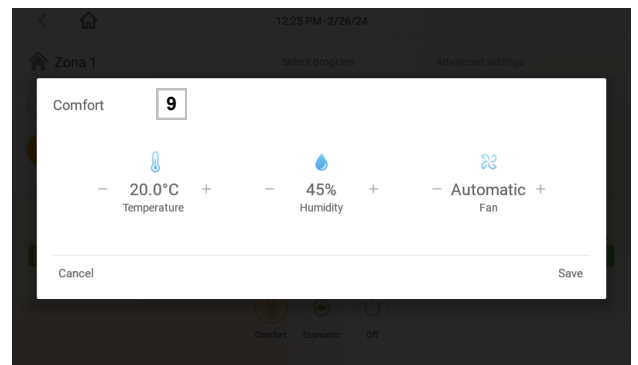 12:25 PM-2/26/24
Zona 1
Select program
Advanced settings
Comfort
9
− 20.0°C +
Temperature
− 45% +
Humidity
− Automatic +
Fan
Cancel
Save
Comfort
Economic
Off